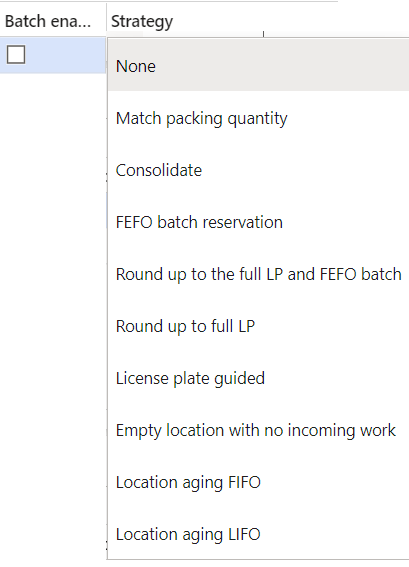 Batch ena... Strategy
None
Match packing quantity
Consolidate
FEFO batch reservation
Round up to the full LP and FEFO batch
Round up to full LP
License plate guided
Empty location with no incoming work
Location aging FIFO
Location aging LIFO